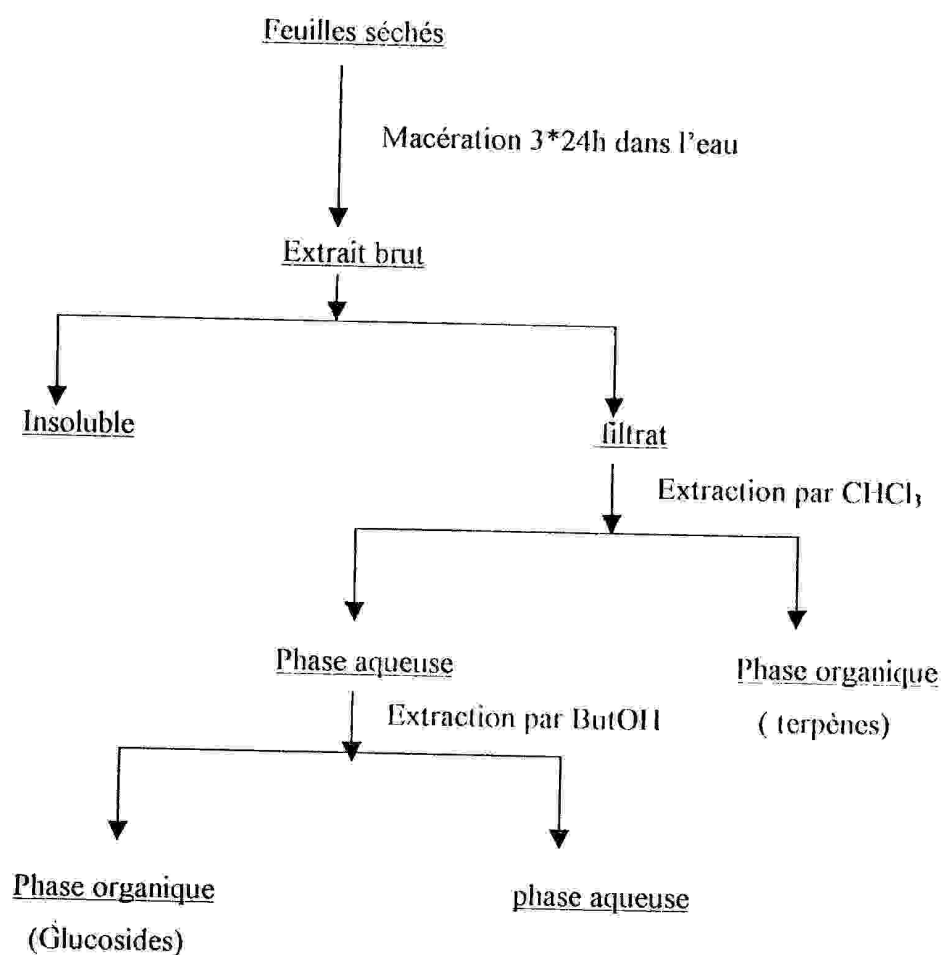 Feuilles séchés
Macération 3*24h dans l'eau
Extrait brut
Insoluble
filtrat
Extraction par CHCl3
Phase aqueuse
Phase organique
( terpènes)
Extraction par ButOH
Phase organique
(Glucosides)
phase aqueuse